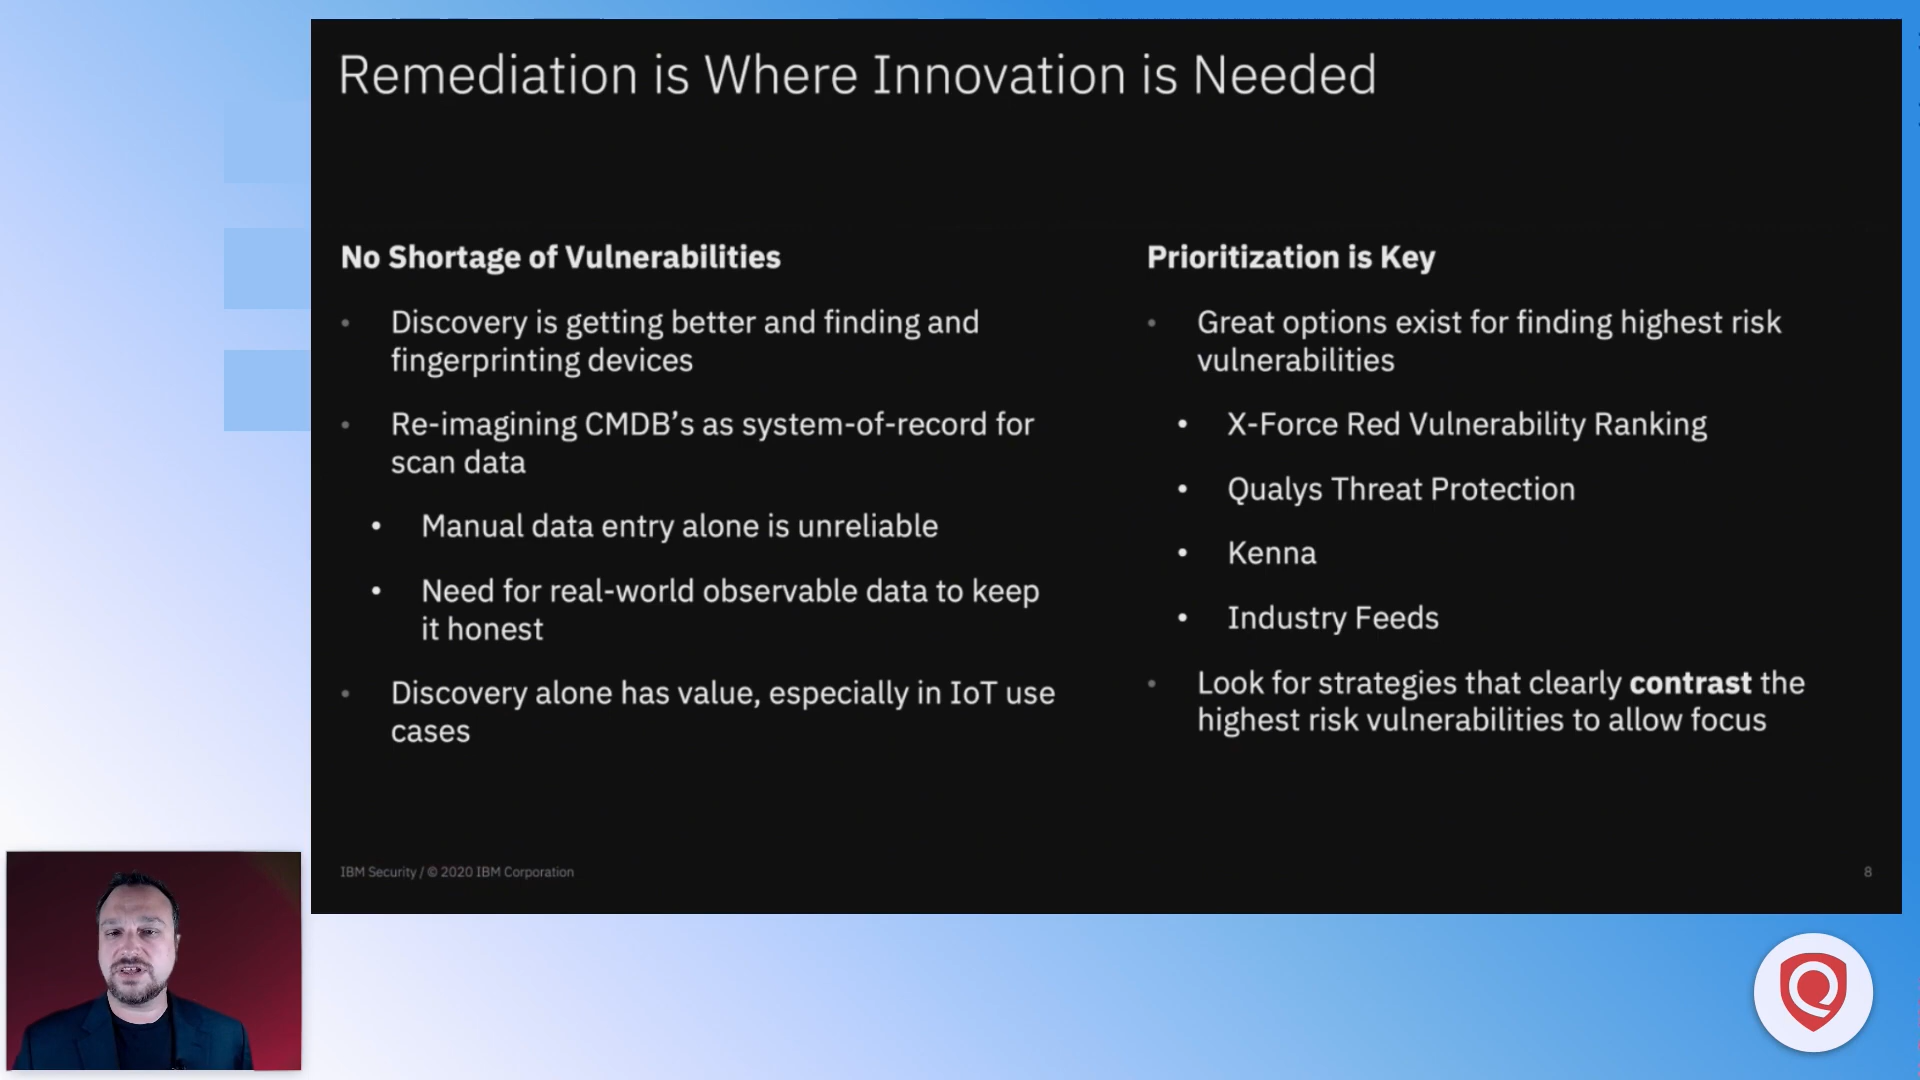 Remediation is Where Innovation is Needed
No Shortage of Vulnerabilities
• Discovery is getting better and finding and
fingerprinting devices
• Re-imagining CMDB’s as system-of-record for
scan data
• Manual data entry alone is unreliable
• Need for real-world observable data to keep
it honest
• Discovery alone has value, especially in IoT use
cases
Prioritization is Key
• Great options exist for finding highest risk
vulnerabilities
• X-Force Red Vulnerability Ranking
• Qualys Threat Protection
• Kenna
• Industry Feeds
• Look for strategies that clearly contrast the
highest risk vulnerabilities to allow focus
IBM Security / © 2020 IBM Corporation
8